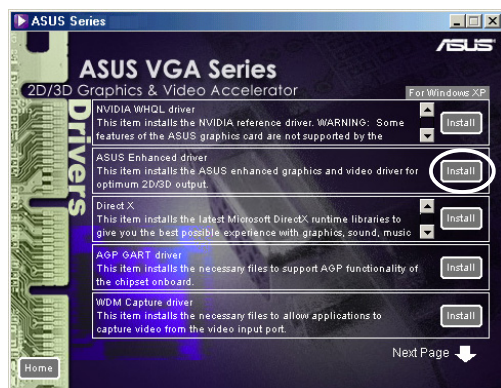 ASUS Series
ASUS
ASUS VGA Series
2D/3D Graphics & Video Accelerator
For Windows XP
Drivers
NVIDIA WHQL driver
This item installs the NVIDIA reference driver. WARNING: Some
features of the ASUS graphics card are not supported by the
Install
ASUS Enhanced driver
This item installs the ASUS enhanced graphics and video driver for
optimum 2D/3D output.
Install
Direct X
This item installs the latest Microsoft DirectX runtime libraries to
give you the best possible experience with graphics, sound, music
Install
AGP GART driver
This item installs the necessary files to support AGP functionality of
the chipset onboard.
Install
WDM Capture driver
This item installs the necessary files to allow applications to
capture video from the video input port.
Install
Next Page
Home